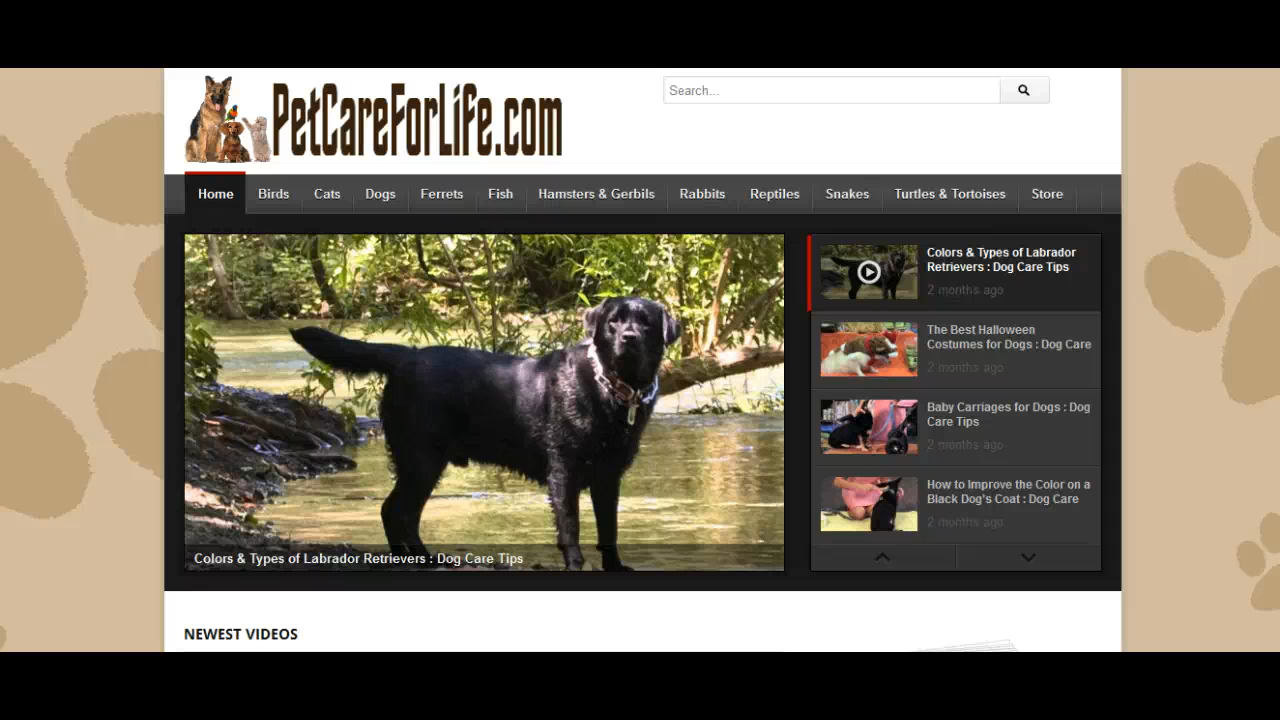 PetCareForLife.com
Search...
Home Birds Cats Dogs Ferrets Fish Hamsters & Gerbils Rabbits Reptiles Snakes Turtles & Tortoises Store
Colors & Types of Labrador Retrievers : Dog Care Tips
Colors & Types of Labrador
Retrievers : Dog Care Tips
2 months ago
The Best Halloween
Costumes for Dogs : Dog Care
2 months ago
Baby Carriages for Dogs : Dog
Care Tips
2 months ago
How to Improve the Color on a
Black Dog's Coat : Dog Care
2 months ago
NEWEST VIDEOS